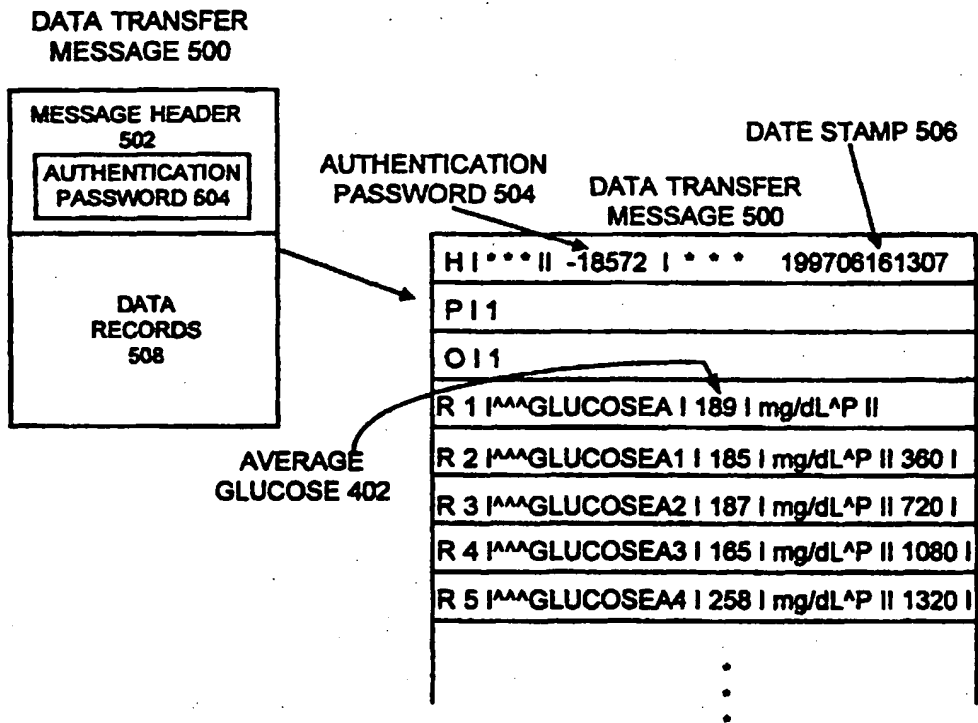 DATA TRANSFER
MESSAGE 500
MESSAGE HEADER
502
AUTHENTICATION
PASSWORD 504
DATA
RECORDS
508
AUTHENTICATION
PASSWORD 504
DATE STAMP 506
DATA TRANSFER
MESSAGE 500
H I * * * II -18572 I * * * 199706161307
P I 1
O I 1
R 1 I^^^GLUCOSEA I 189 I mg/dL^P II
R 2 I^^^GLUCOSEA1 I 185 I mg/dL^P II 360 I
R 3 I^^^GLUCOSEA2 I 187 I mg/dL^P II 720 I
R 4 I^^^GLUCOSEA3 I 165 I mg/dL^P II 1080 I
R 5 I^^^GLUCOSEA4 I 258 I mg/dL^P II 1320 I
AVERAGE
GLUCOSE 402